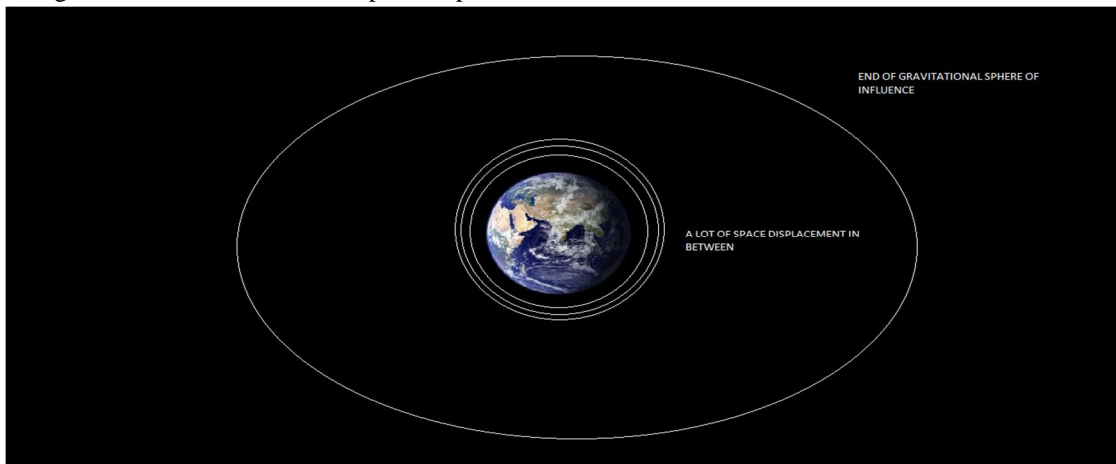 END OF GRAVITATIONAL SPHERE OF
INFLUENCE
A LOT OF SPACE DISPLACEMENT IN
BETWEEN